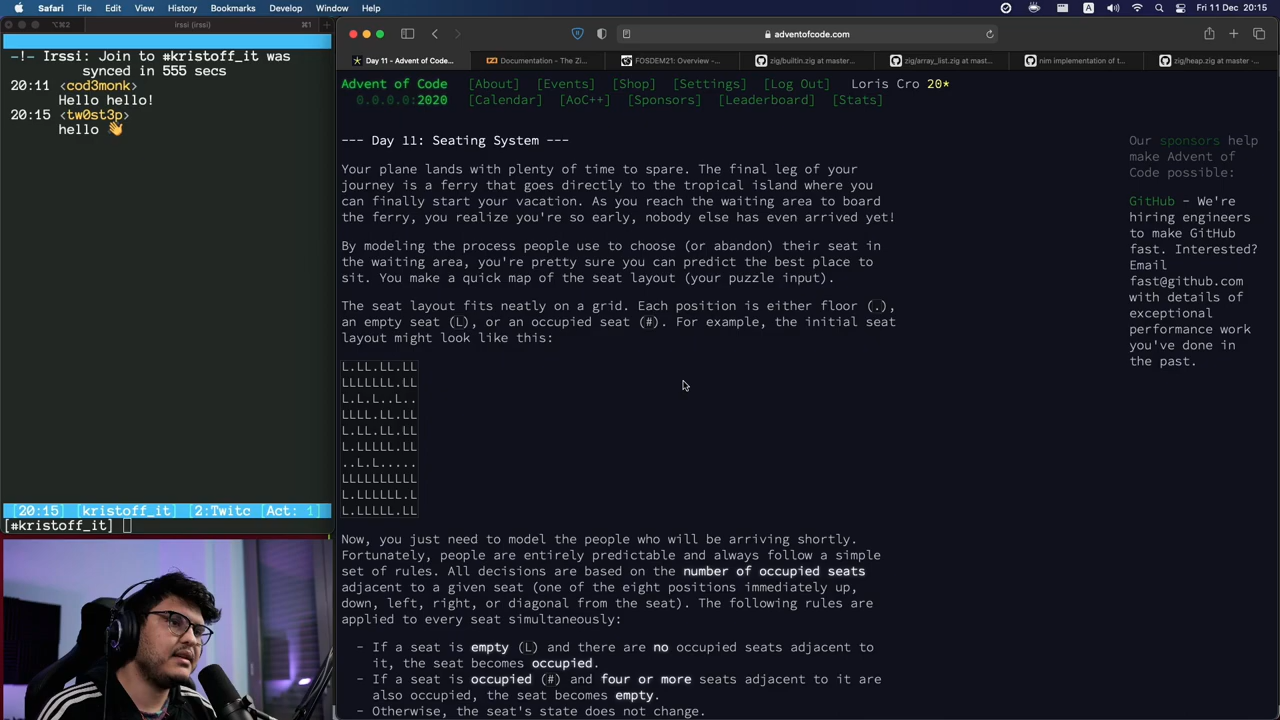 Safari File Edit View History Bookmarks Develop Window Help
A Fri 11 Dec 20:15
⌥⌘2 irssi (irssi) ⌘1
-!- Irssi: Join to #kristoff_it was
synced in 555 secs
20:11 <cod3monk>
Hello hello!
20:15 <tw0st3p>
hello 👋
[20:15] [kristoff_it] [2:Twitc [Act: 1]
[#kristoff_it]
adventofcode.com
Day 11 - Advent of Code...
Documentation - The Zi...
FOSDEM21: Overview -...
zig/builtin.zig at master...
zig/array_list.zig at mast...
nim implementation of t...
zig/heap.zig at master ·...
Advent of Code [About] [Events] [Shop] [Settings] [Log Out] Loris Cro 20*
0.0.0.0:2020 [Calendar] [AoC++] [Sponsors] [Leaderboard] [Stats]
--- Day 11: Seating System ---
Your plane lands with plenty of time to spare. The final leg of your
journey is a ferry that goes directly to the tropical island where you
can finally start your vacation. As you reach the waiting area to board
the ferry, you realize you're so early, nobody else has even arrived yet!
By modeling the process people use to choose (or abandon) their seat in
the waiting area, you're pretty sure you can predict the best place to
sit. You make a quick map of the seat layout (your puzzle input).
The seat layout fits neatly on a grid. Each position is either floor (.),
an empty seat (L), or an occupied seat (#). For example, the initial seat
layout might look like this:
L.LL.LL.LL
LLLLLLL.LL
L.L.L..L..
LLLL.LL.LL
L.LL.LL.LL
L.LLLLL.LL
..L.L.....
LLLLLLLLLL
L.LLLLLL.L
L.LLLLL.LL
Now, you just need to model the people who will be arriving shortly.
Fortunately, people are entirely predictable and always follow a simple
set of rules. All decisions are based on the number of occupied seats
adjacent to a given seat (one of the eight positions immediately up,
down, left, right, or diagonal from the seat). The following rules are
applied to every seat simultaneously:
- If a seat is empty (L) and there are no occupied seats adjacent to
it, the seat becomes occupied.
- If a seat is occupied (#) and four or more seats adjacent to it are
also occupied, the seat becomes empty.
- Otherwise, the seat's state does not change.
Our sponsors help
make Advent of
Code possible:
GitHub - We're
hiring engineers
to make GitHub
fast. Interested?
Email
fast@github.com
with details of
exceptional
performance work
you've done in
the past.